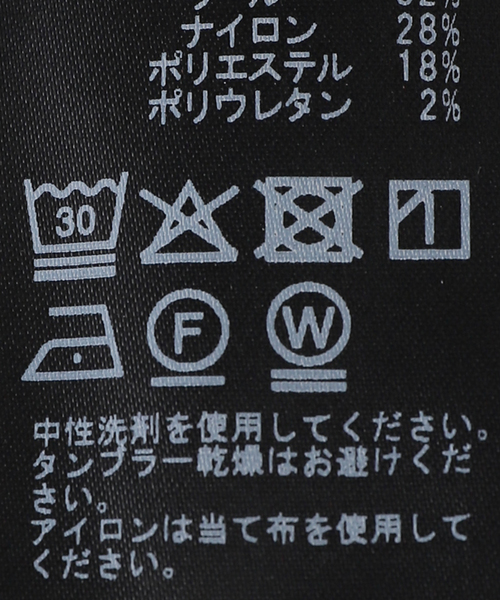 ナイロン 28%
ポリエステル 18%
ポリウレタン 2%
30
F W
中性洗剤を使用してください。
タンブラー乾燥はお避けくだ
さい。
アイロンは当て布を使用して
ください。